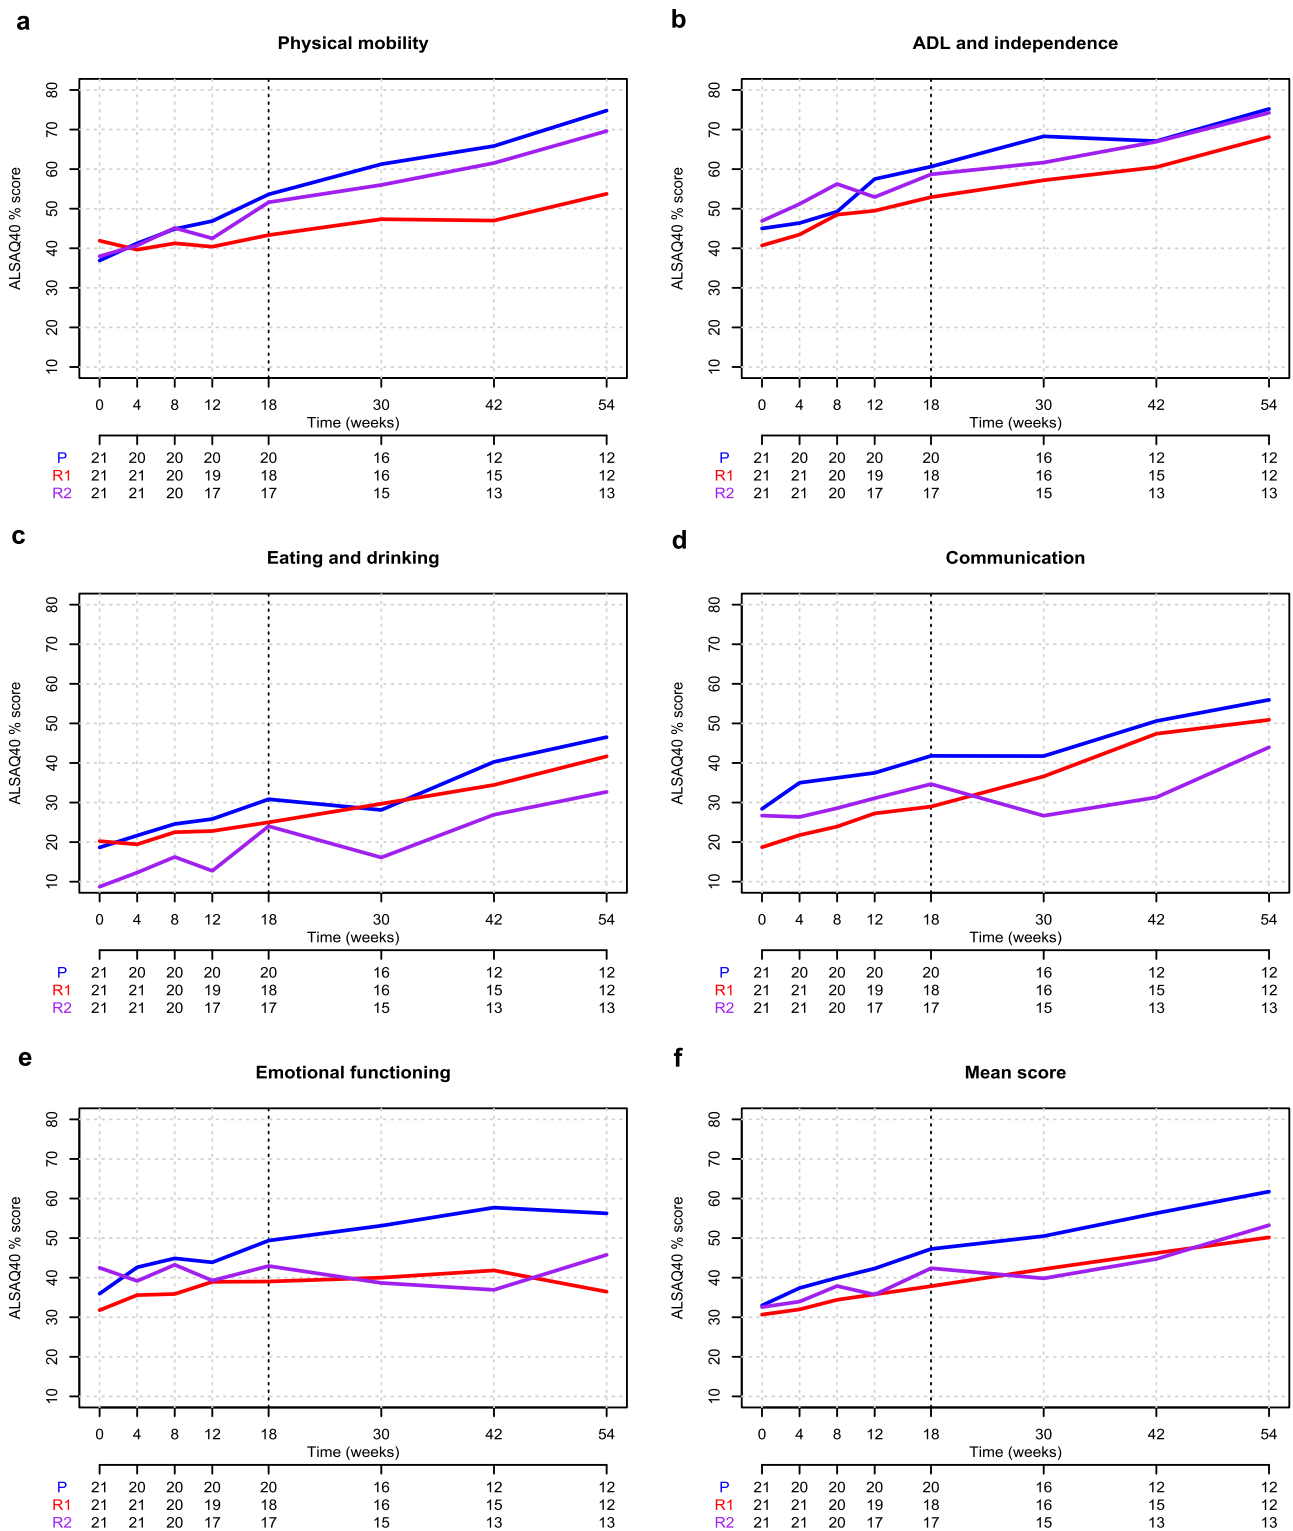 a
Physical mobility
ALSAQ40 % score
80
70
60
50
40
30
20
10
0 4 8 12 18 30 42 54
Time (weeks)
P 21 20 20 20 20 16 12 12
R1 21 21 20 19 18 16 15 12
R2 21 21 20 17 17 15 13 13
b
ADL and independence
ALSAQ40 % score
80
70
60
50
40
30
20
10
0 4 8 12 18 30 42 54
Time (weeks)
P 21 20 20 20 20 16 12 12
R1 21 21 20 19 18 16 15 12
R2 21 21 20 17 17 15 13 13
c
Eating and drinking
ALSAQ40 % score
80
70
60
50
40
30
20
10
0 4 8 12 18 30 42 54
Time (weeks)
P 21 20 20 20 20 16 12 12
R1 21 21 20 19 18 16 15 12
R2 21 21 20 17 17 15 13 13
d
Communication
ALSAQ40 % score
80
70
60
50
40
30
20
10
0 4 8 12 18 30 42 54
Time (weeks)
P 21 20 20 20 20 16 12 12
R1 21 21 20 19 18 16 15 12
R2 21 21 20 17 17 15 13 13
e
Emotional functioning
ALSAQ40 % score
80
70
60
50
40
30
20
10
0 4 8 12 18 30 42 54
Time (weeks)
P 21 20 20 20 20 16 12 12
R1 21 21 20 19 18 16 15 12
R2 21 21 20 17 17 15 13 13
f
Mean score
ALSAQ40 % score
80
70
60
50
40
30
20
10
0 4 8 12 18 30 42 54
Time (weeks)
P 21 20 20 20 20 16 12 12
R1 21 21 20 19 18 16 15 12
R2 21 21 20 17 17 15 13 13